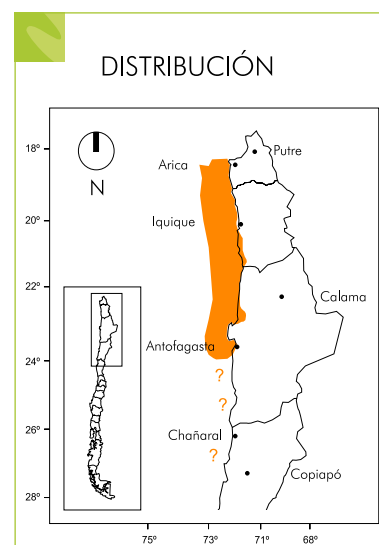 DISTRIBUCIÓN
N
18°
20°
22°
24°
26°
28°
Putre
Arica
Iquique
Calama
Antofagasta
?
?
Chañaral
?
Copiapó
75°
73°
71°
68°